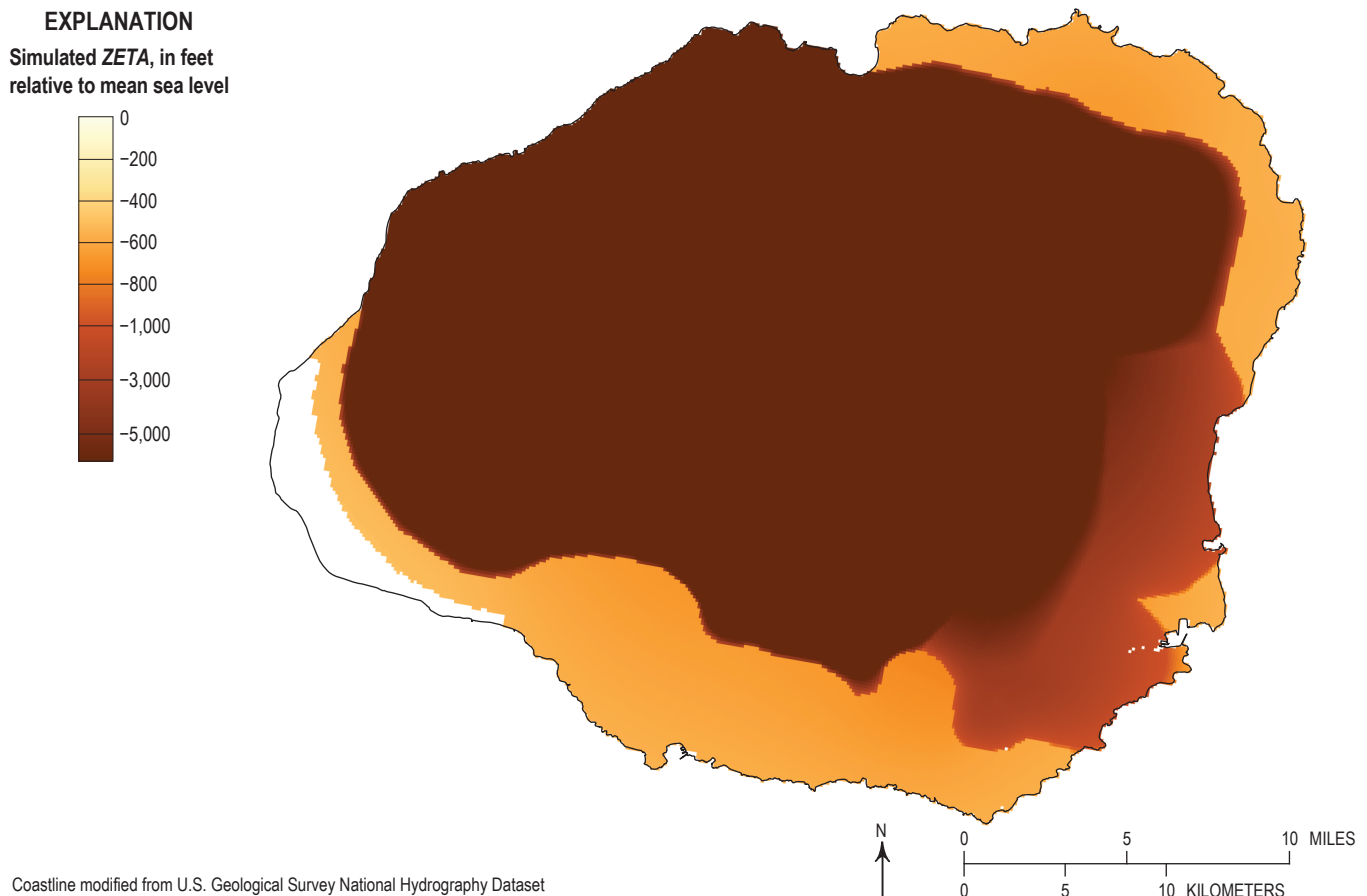 EXPLANATION
Simulated ZETA, in feet
relative to mean sea level
0
−200
−400
−600
−800
−1,000
−3,000
−5,000
N
0 5 10 MILES
0 5 10 KILOMETERS
Coastline modified from U.S. Geological Survey National Hydrography Dataset